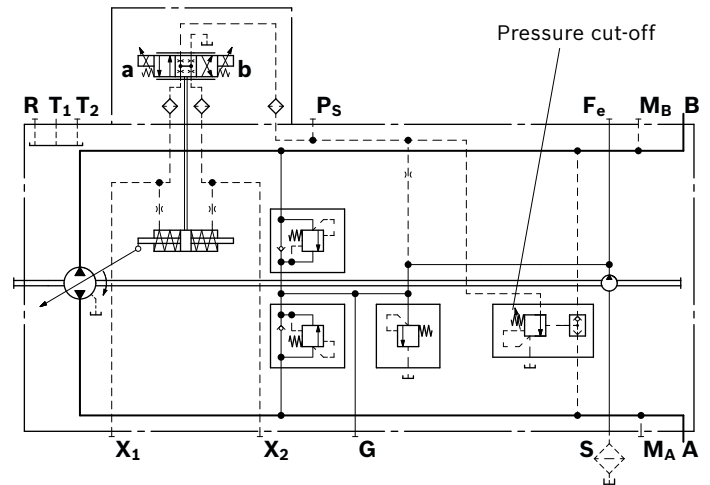 Pressure cut-off
a b
R T1 T2 PS Fe MB B
X1 X2 G S MA A